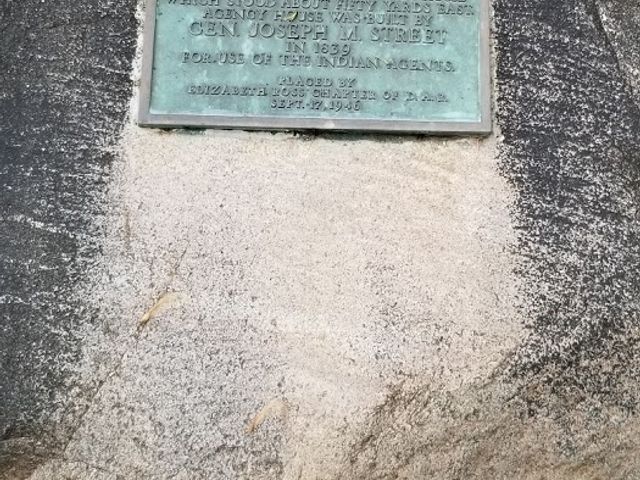 WHICH STOOD ABOUT FIFTY YARDS EAST.
AGENCY HOUSE WAS BUILT BY
GEN. JOSEPH M. STREET
IN 1839
FOR USE OF THE INDIAN AGENTS.
PLACED BY
ELIZABETH ROSS CHAPTER OF D.A.R.
SEPT. 17, 1946